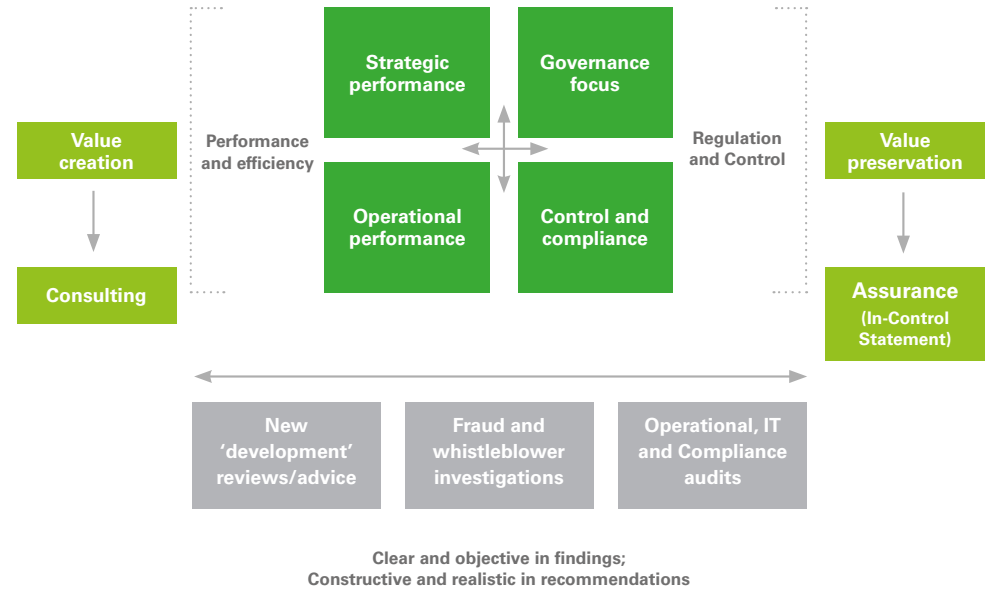 Value
creation
Consulting
Performance
and efficiency
Strategic
performance
Governance
focus
Operational
performance
Control and
compliance
Regulation
and Control
Value
preservation
Assurance
(In-Control
Statement)
New
‘development’
reviews/advice
Fraud and
whistleblower
investigations
Operational, IT
and Compliance
audits
Clear and objective in findings;
Constructive and realistic in recommendations